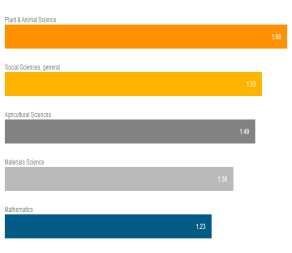 Plant & Animal Science
1.68
Social Sciences, general
1.53
Agricultural Sciences
1.49
Materials Science
1.36
Mathematics
1.23